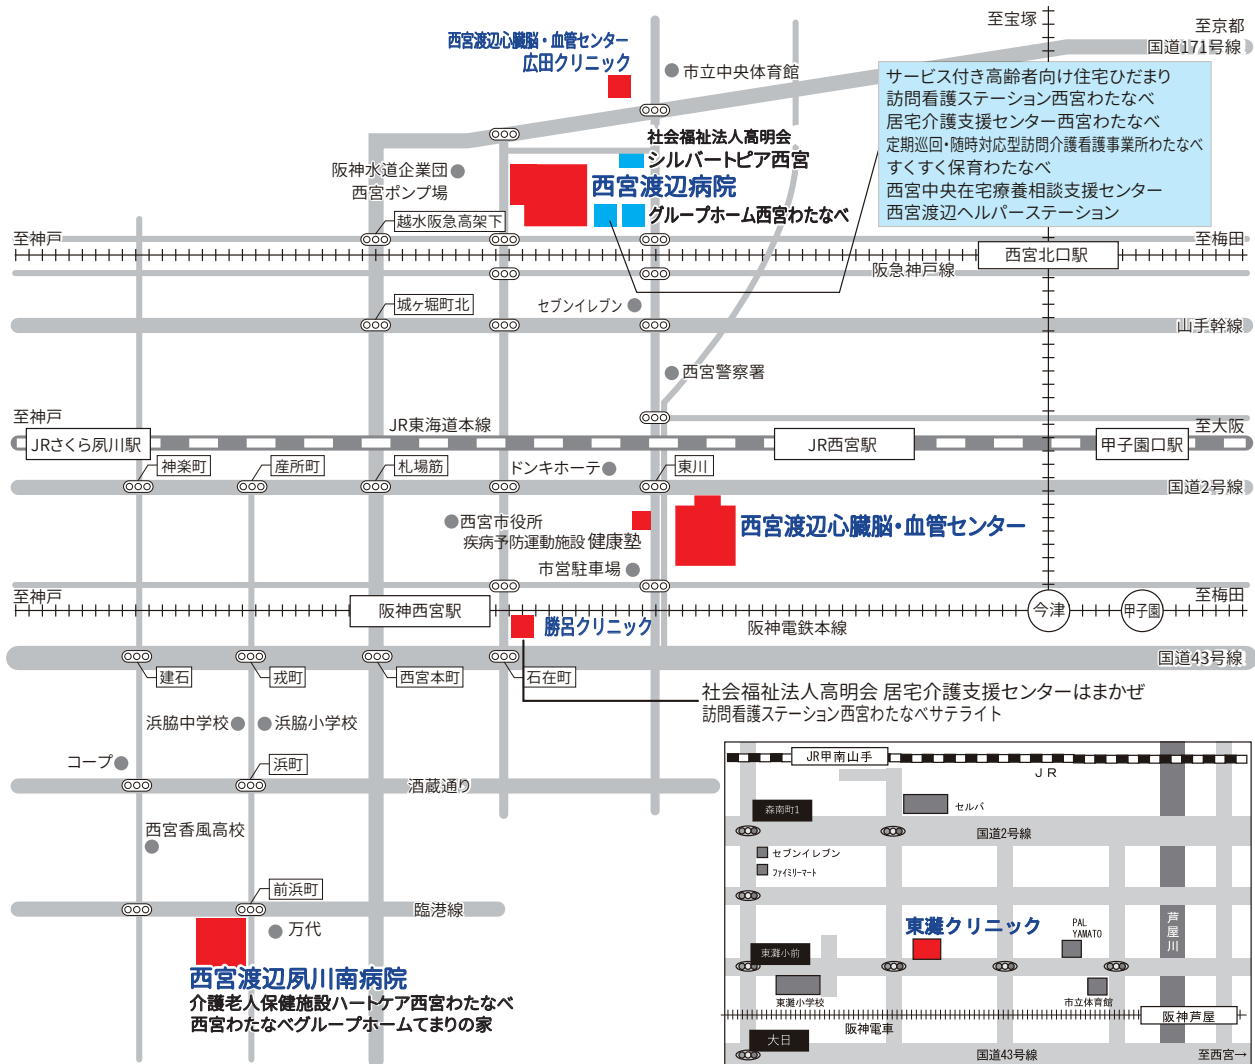 至宝塚
至京都
国道171号線
西宮渡辺心臓脳・血管センター
広田クリニック
市立中央体育館
サービス付き高齢者向け住宅ひだまり
訪問看護ステーション西宮わたなべ
居宅介護支援センター西宮わたなべ
定期巡回・随時対応型訪問介護看護事業所わたなべ
すくすく保育わたなべ
西宮中央在宅療養相談支援センター
西宮渡辺ヘルパーステーション
社会福祉法人高明会
シルバートピア西宮
阪神水道企業団
西宮ポンプ場
西宮渡辺病院
グループホーム西宮わたなべ
越水阪急高架下
至神戸
至梅田
西宮北口駅
阪急神戸線
城ヶ堀町北
セブンイレブン
山手幹線
西宮警察署
至神戸
JR東海道本線
至大阪
JRさくら夙川駅
JR西宮駅
甲子園口駅
神楽町
産所町
札場筋
ドンキホーテ
東川
国道2号線
西宮市役所
西宮渡辺心臓脳・血管センター
疾病予防運動施設 健康塾
市営駐車場
至神戸
至梅田
阪神西宮駅
今津
甲子園
勝呂クリニック
阪神電鉄本線
国道43号線
建石
戎町
西宮本町
石在町
社会福祉法人高明会 居宅介護支援センターはまかぜ
訪問看護ステーション西宮わたなべサテライト
浜脇中学校
浜脇小学校
コープ
浜町
酒蔵通り
西宮香風高校
前浜町
臨港線
万代
西宮渡辺夙川南病院
介護老人保健施設ハートケア西宮わたなべ
西宮わたなべグループホームてまりの家
JR甲南山手
JR
森南町1
セルバ
国道2号線
セブンイレブン
ファイミリーマート
東灘クリニック
PAL
YAMATO
芦屋川
東灘小前
東灘小学校
市立体育館
阪神電車
阪神芦屋
大日
国道43号線
至西宮→